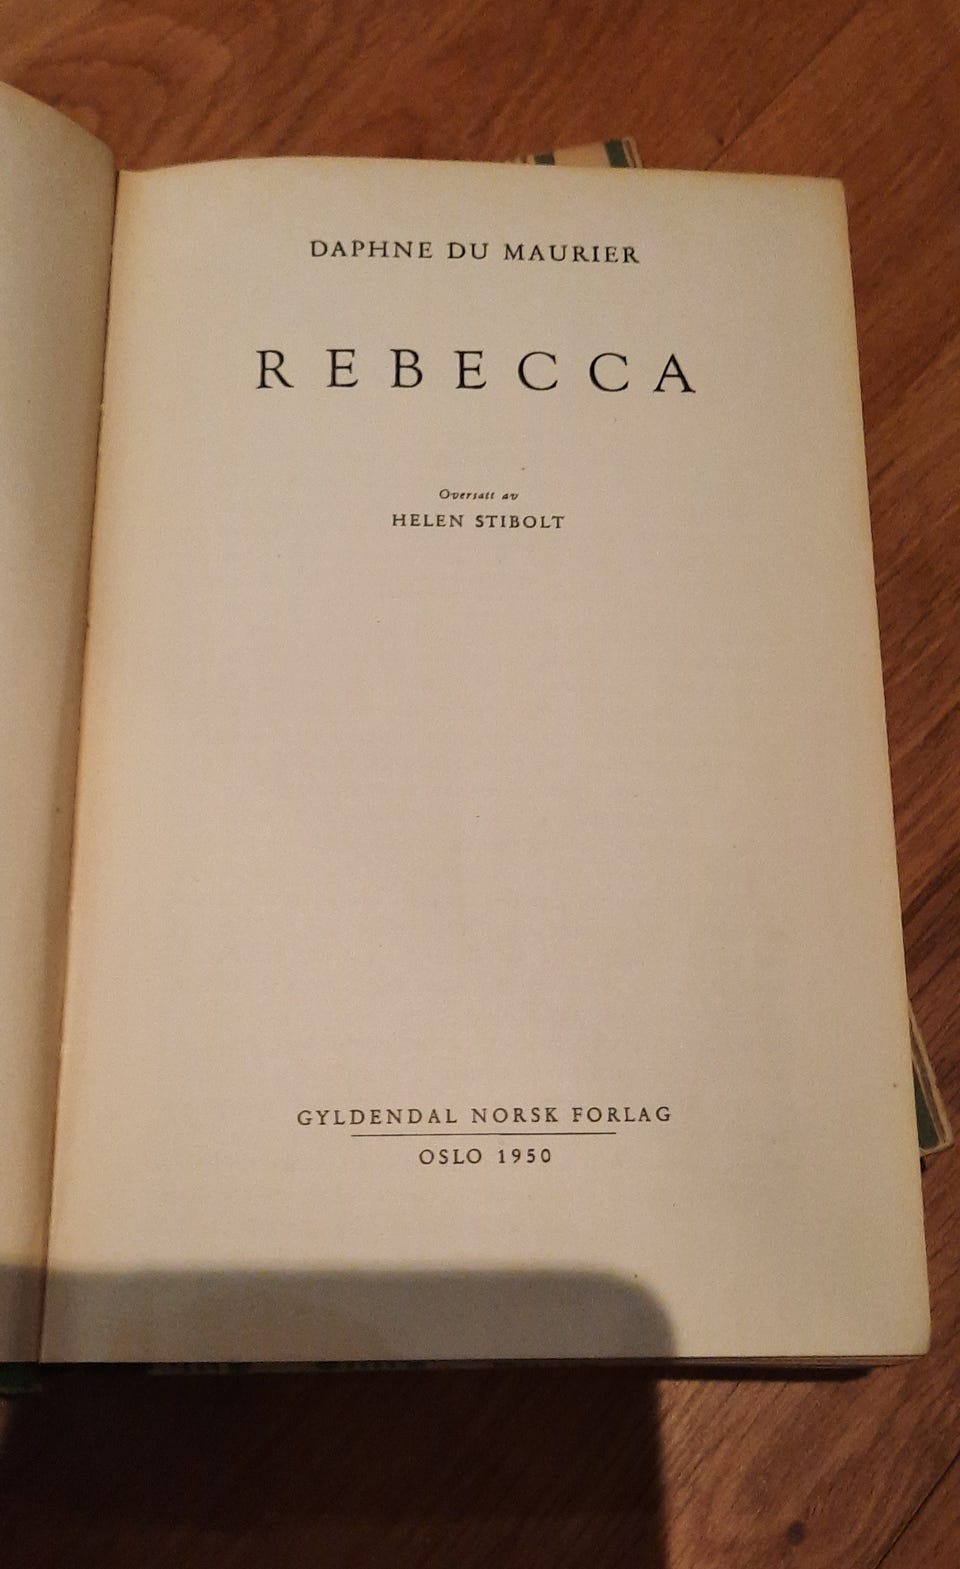 DAPHNE DU MAURIER
REBECCA
Oversatt av
HELEN STIBOLT
GYLDENDAL NORSK FORLAG
OSLO 1950